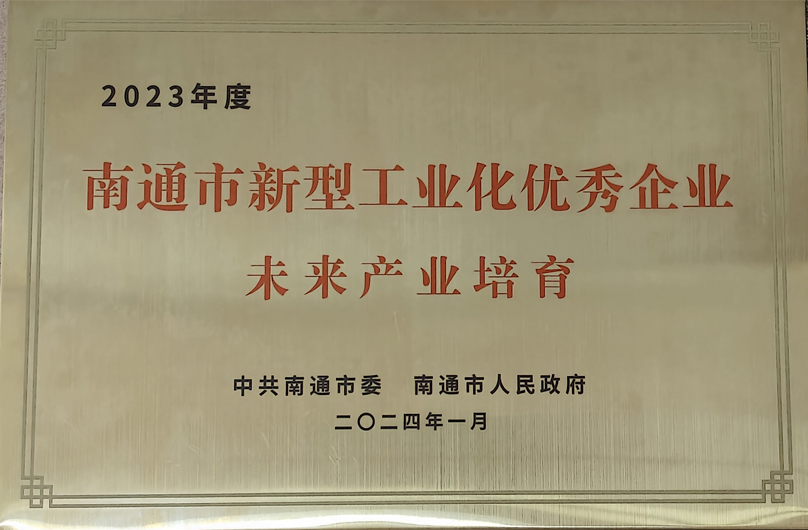 2023年度
南通市新型工业化优秀企业
未来产业培育
中共南通市委 南通市人民政府
二〇二四年一月